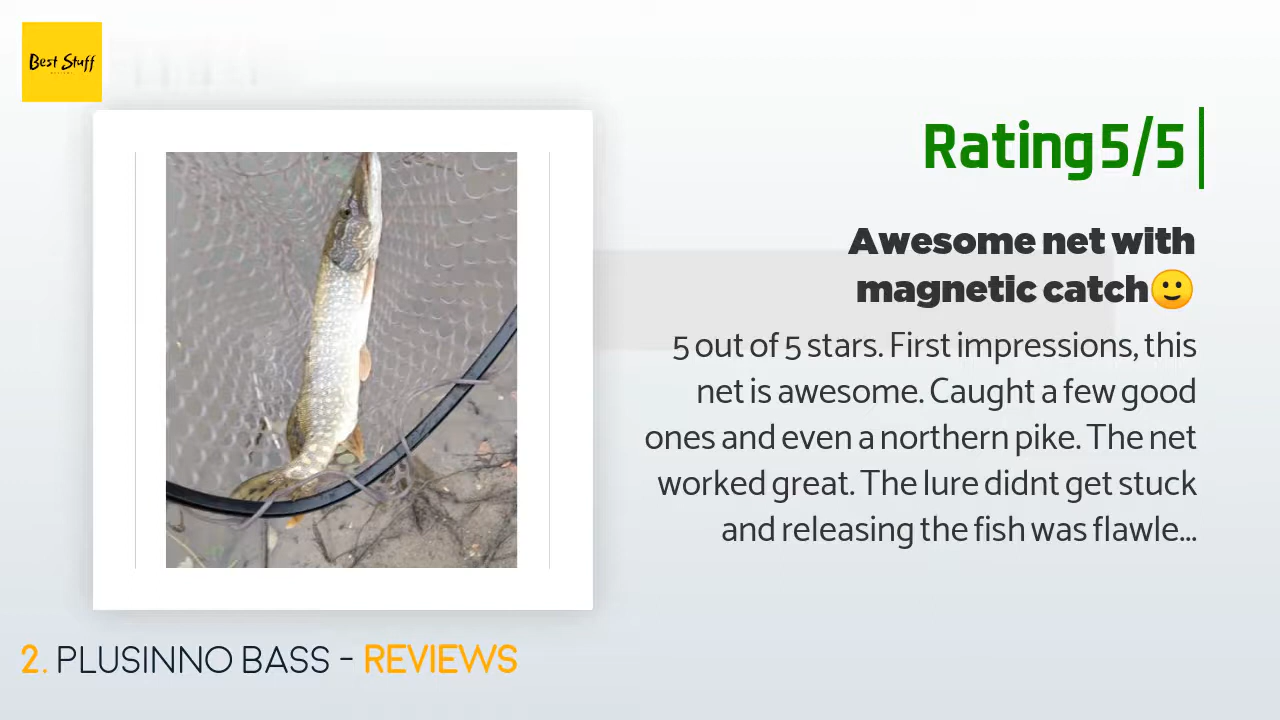 Best Stuff
Rating 5/5
Awesome net with
magnetic catch🙂
5 out of 5 stars. First impressions, this
net is awesome. Caught a few good
ones and even a northern pike. The net
worked great. The lure didnt get stuck
and releasing the fish was flawle...
2. PLUSINNO BASS - REVIEWS